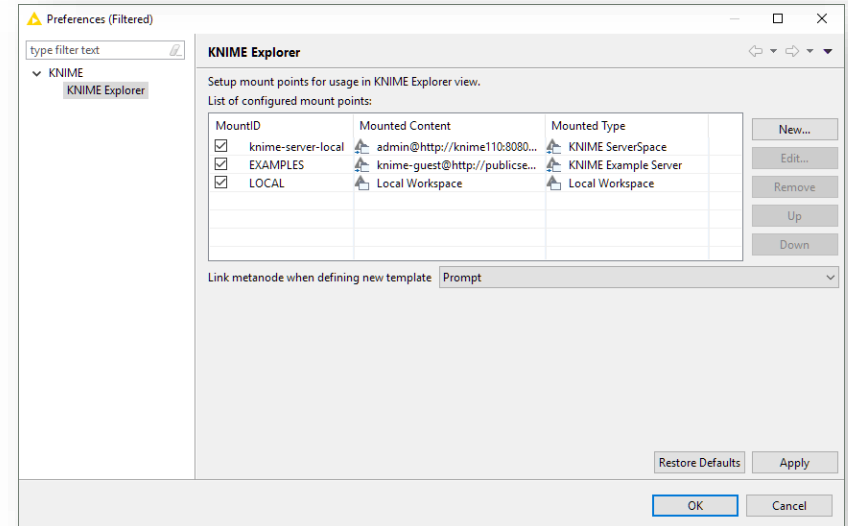 Preferences (Filtered)
type filter text
KNIME
KNIME Explorer
KNIME Explorer
Setup mount points for usage in KNIME Explorer view.
List of configured mount points:
MountID Mounted Content Mounted Type
knime-server-local admin@http://knime110:8080... KNIME ServerSpace
EXAMPLES knime-guest@http://publicse... KNIME Example Server
LOCAL Local Workspace Local Workspace
New...
Edit...
Remove
Up
Down
Link metanode when defining new template Prompt
Restore Defaults Apply
OK Cancel